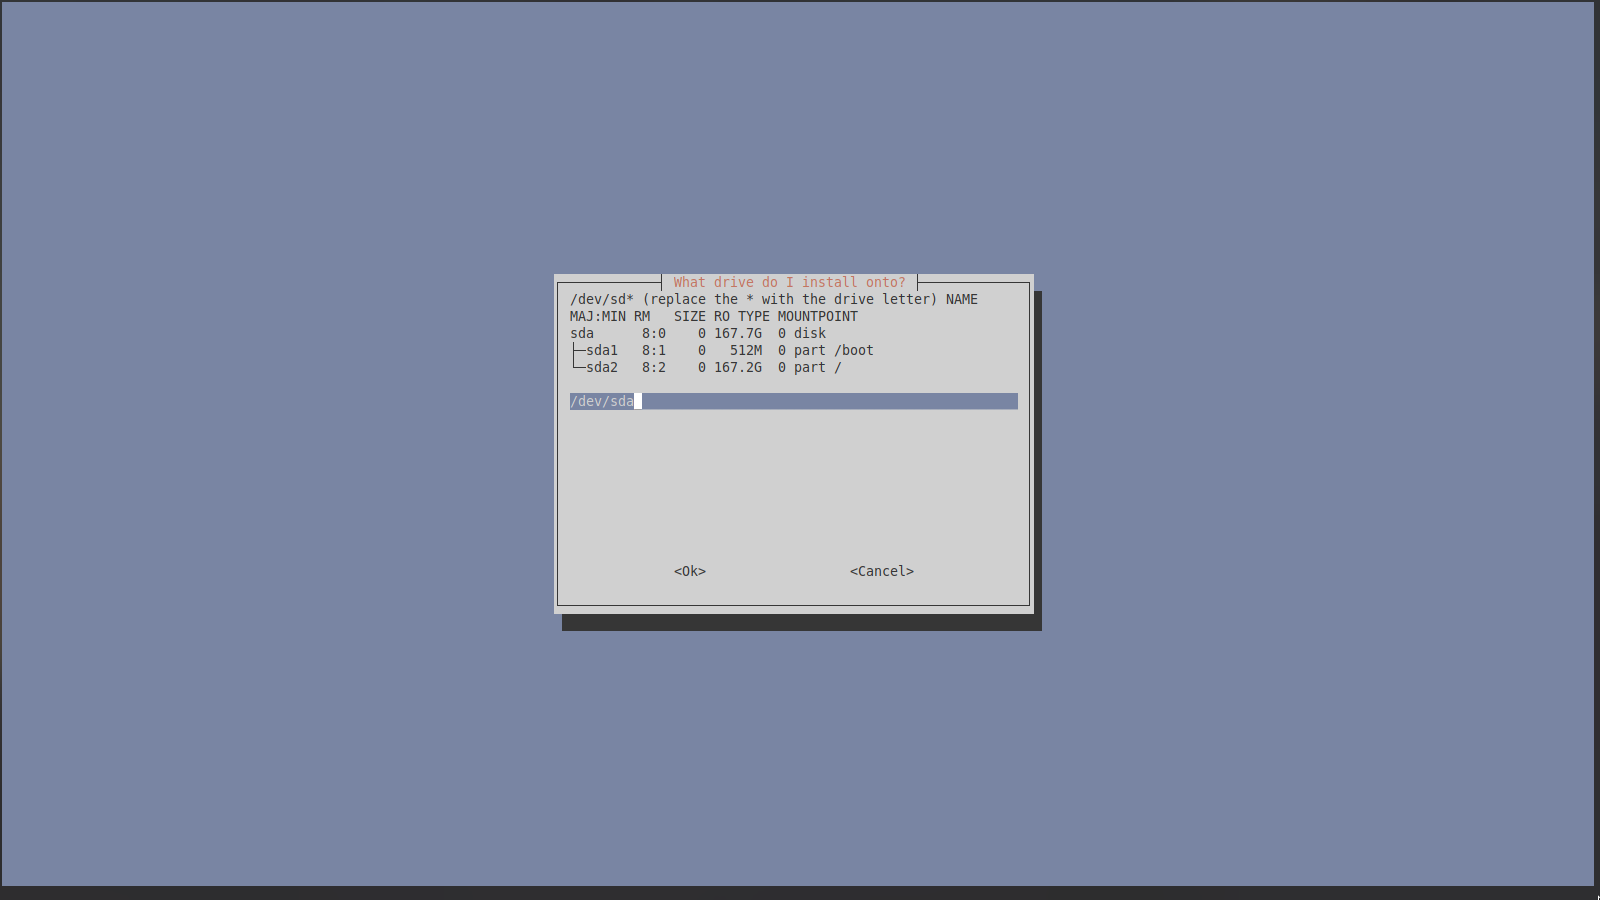 What drive do I install onto?
/dev/sd* (replace the * with the drive letter) NAME
MAJ:MIN RM   SIZE RO TYPE MOUNTPOINT
sda      8:0    0 167.7G  0 disk
├─sda1   8:1    0   512M  0 part /boot
└─sda2   8:2    0 167.2G  0 part /
/dev/sda
<Ok>                  <Cancel>